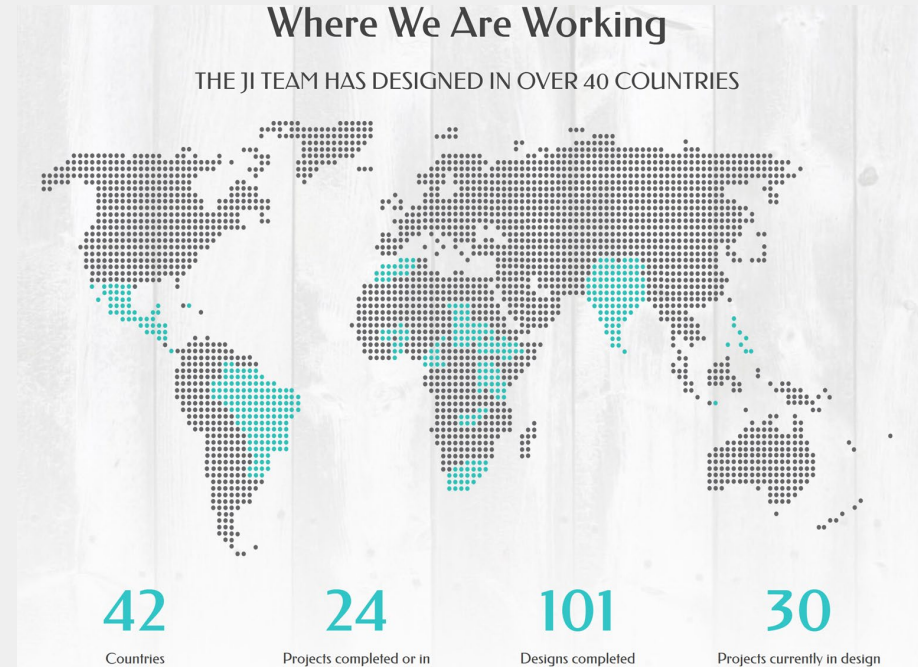 Where We Are Working
THE JI TEAM HAS DESIGNED IN OVER 40 COUNTRIES
42
24
101
30
Countries
Projects completed or in
Designs completed
Projects currently in design